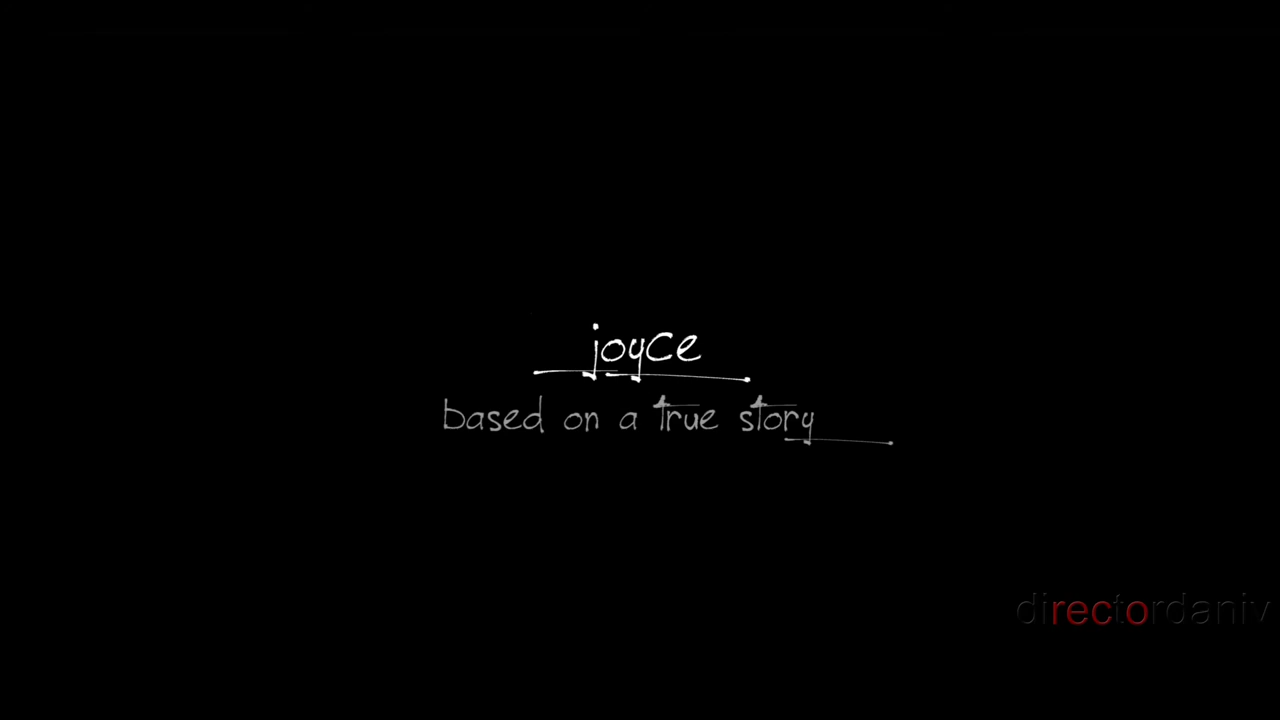 joyce
based on a true story
directordaniv